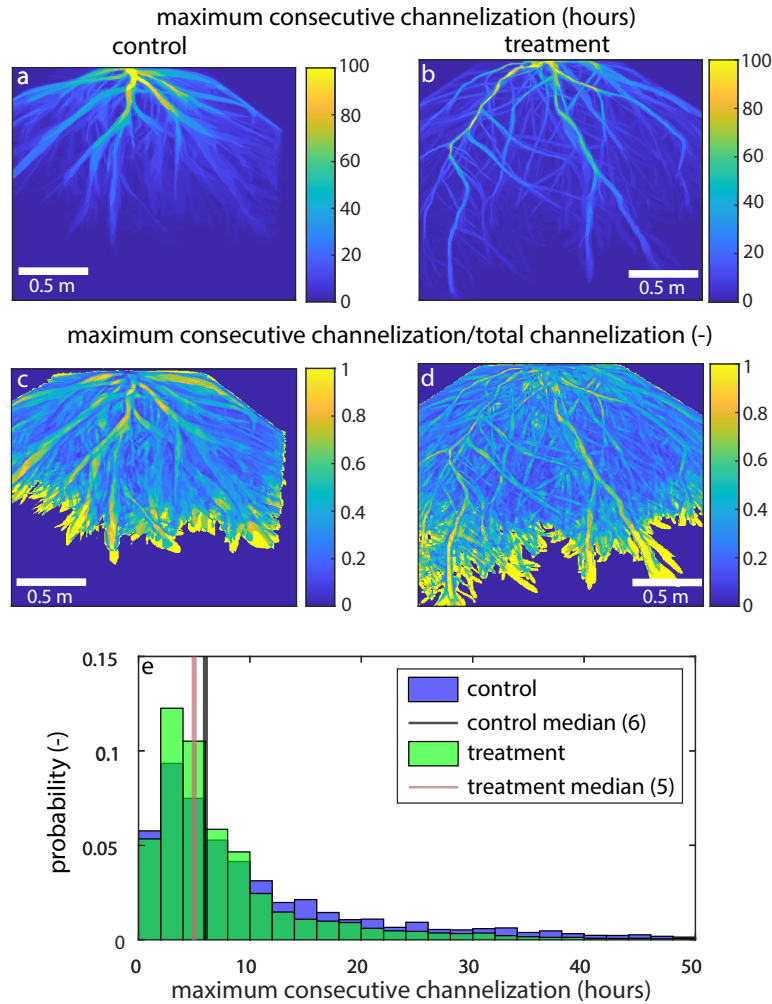 maximum consecutive channelization (hours)
control treatment
a
100
80
60
40
20
0
0.5 m
b
100
80
60
40
20
0
0.5 m
maximum consecutive channelization/total channelization (-)
c
1
0.8
0.6
0.4
0.2
0
0.5 m
d
1
0.8
0.6
0.4
0.2
0
0.5 m
e
probability (-)
0.15
0.1
0.05
0
control
control median (6)
treatment
treatment median (5)
0 10 20 30 40 50
maximum consecutive channelization (hours)